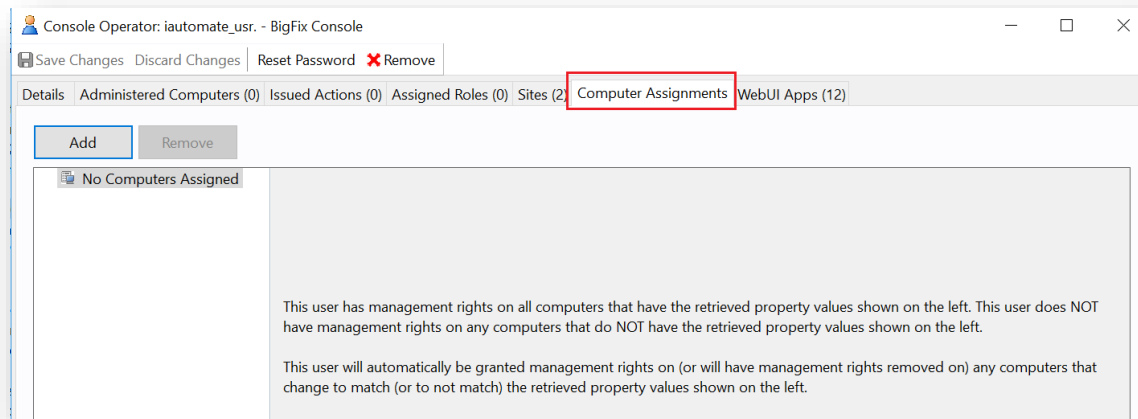 Console Operator: iautomate_usr. - BigFix Console
Save Changes Discard Changes Reset Password Remove
Details Administered Computers (0) Issued Actions (0) Assigned Roles (0) Sites (2) Computer Assignments WebUI Apps (12)
Add Remove
No Computers Assigned
This user has management rights on all computers that have the retrieved property values shown on the left. This user does NOT
have management rights on any computers that do NOT have the retrieved property values shown on the left.
This user will automatically be granted management rights on (or will have management rights removed on) any computers that
change to match (or to not match) the retrieved property values shown on the left.